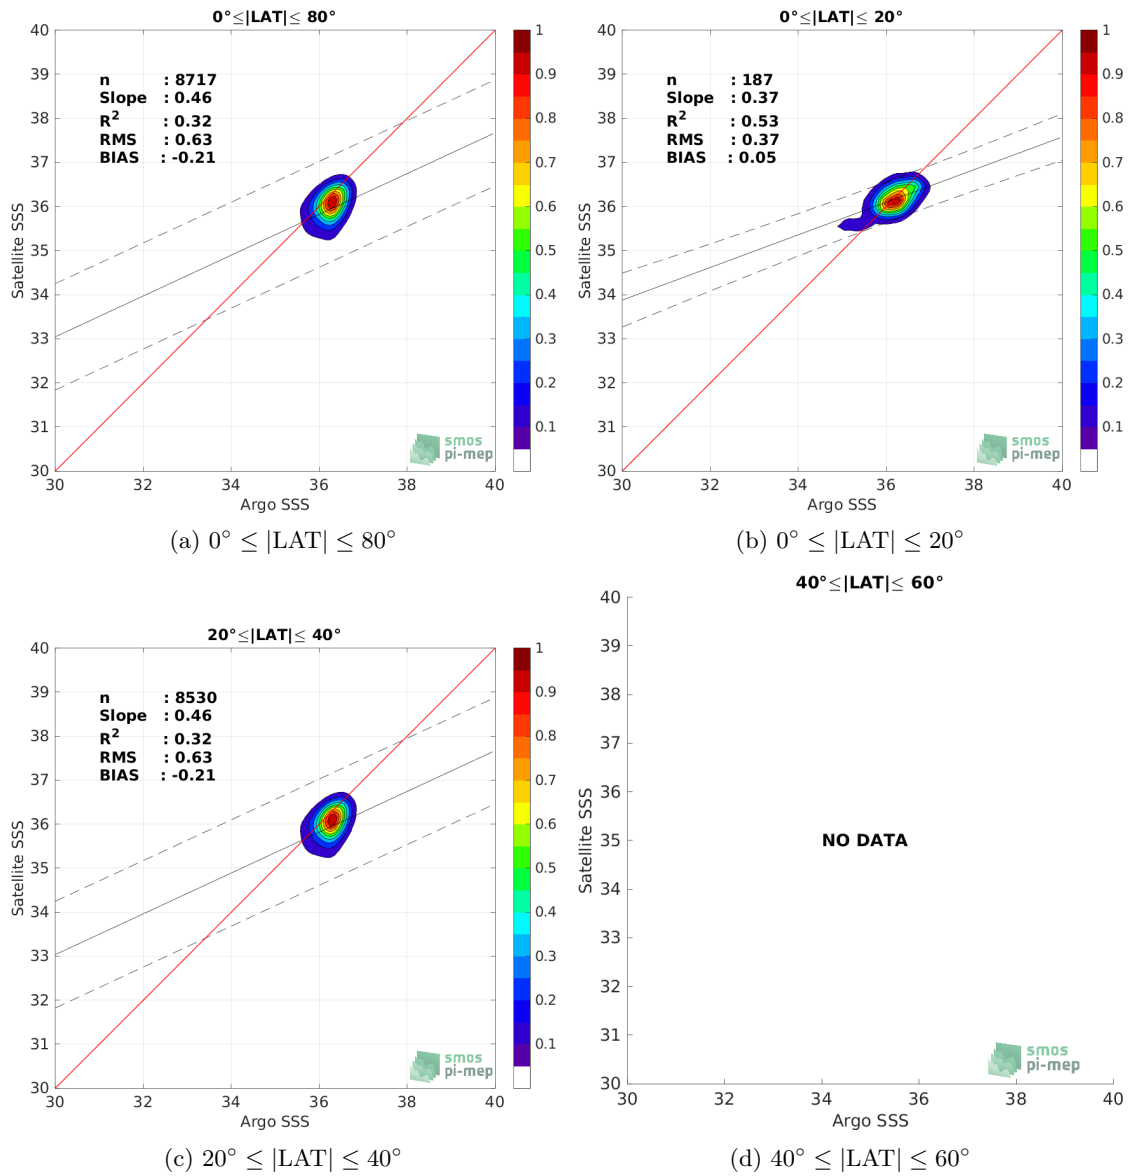 0°≤|LAT|≤ 80°
40
39
38
37
36
35
34
33
32
31
30
Satellite SSS
n : 8717
Slope : 0.46
R2 : 0.32
RMS : 0.63
BIAS : -0.21
smos
pi-mep
30 32 34 36 38 40
Argo SSS
1
0.9
0.8
0.7
0.6
0.5
0.4
0.3
0.2
0.1
(a) 0° ≤ |LAT| ≤ 80°
0°≤|LAT|≤ 20°
40
39
38
37
36
35
34
33
32
31
30
Satellite SSS
n : 187
Slope : 0.37
R2 : 0.53
RMS : 0.37
BIAS : 0.05
smos
pi-mep
30 32 34 36 38 40
Argo SSS
1
0.9
0.8
0.7
0.6
0.5
0.4
0.3
0.2
0.1
(b) 0° ≤ |LAT| ≤ 20°
20°≤|LAT|≤ 40°
40
39
38
37
36
35
34
33
32
31
30
Satellite SSS
n : 8530
Slope : 0.46
R2 : 0.32
RMS : 0.63
BIAS : -0.21
smos
pi-mep
30 32 34 36 38 40
Argo SSS
1
0.9
0.8
0.7
0.6
0.5
0.4
0.3
0.2
0.1
(c) 20° ≤ |LAT| ≤ 40°
40°≤|LAT|≤ 60°
40
39
38
37
36
35
34
33
32
31
30
Satellite SSS
NO DATA
smos
pi-mep
30 32 34 36 38 40
Argo SSS
(d) 40° ≤ |LAT| ≤ 60°